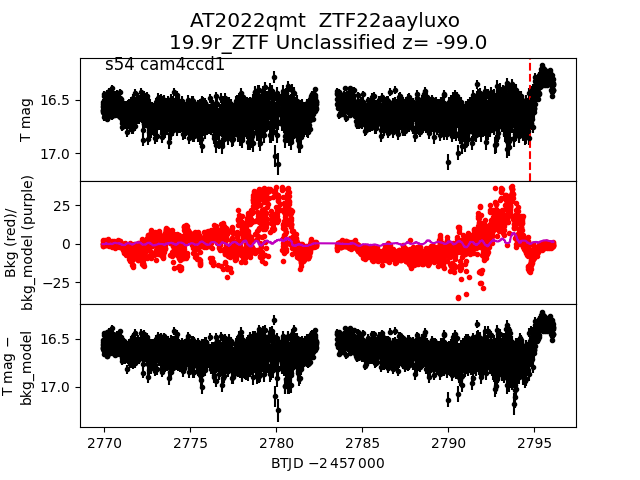 AT2022qmt  ZTF22aayluxo
19.9r_ZTF Unclassified z= -99.0
s54 cam4ccd1
T mag
16.5
17.0
Bkg (red)/
bkg_model (purple)
25
0
−25
T mag −
bkg_model
16.5
17.0
2770
2775
2780
2785
2790
2795
BTJD −2 457 000